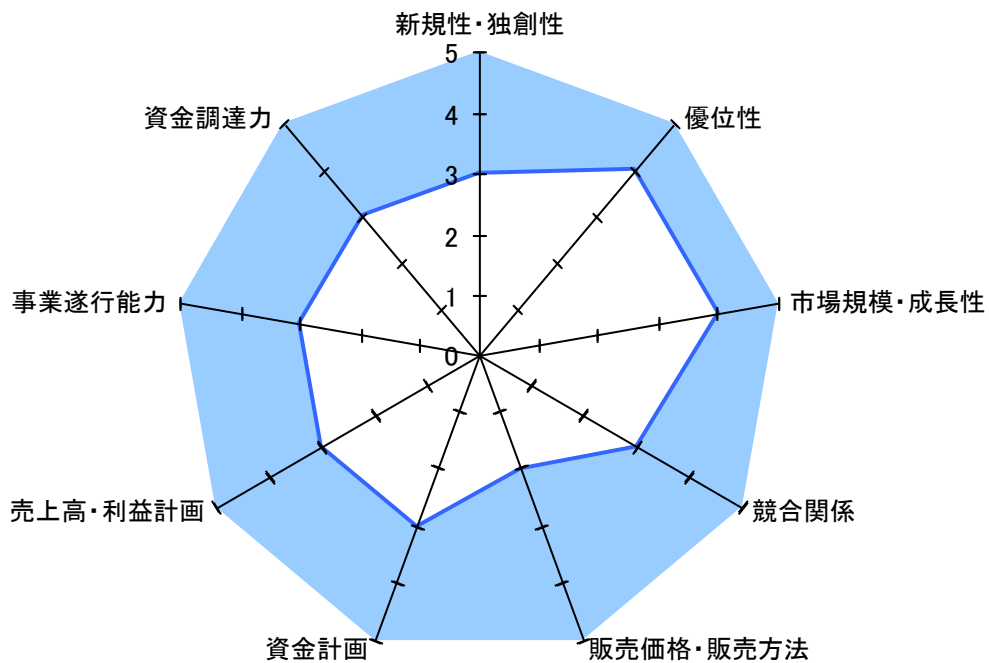 新規性・独創性
5
4
3
2
1
0
優位性
市場規模・成長性
競合関係
販売価格・販売方法
資金計画
売上高・利益計画
事業遂行能力
資金調達力